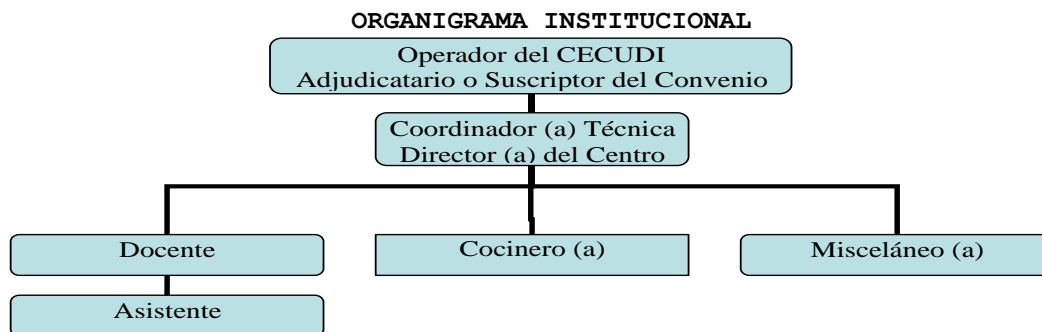 ORGANIGRAMA INSTITUCIONAL
Operador del CECUDI
Adjudicatario o Suscriptor del Convenio
Coordinador (a) Técnica
Director (a) del Centro
Docente
Cocinero (a)
Misceláneo (a)
Asistente